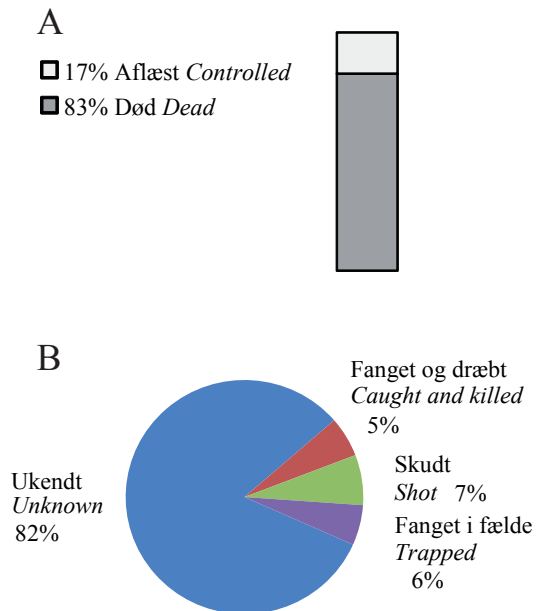 A
17% Aflæst Controlled
83% Død Dead
B
Fanget og dræbt
Caught and killed
5%
Ukendt
Unknown
82%
Skudt
Shot 7%
Fanget i fælde
Trapped
6%